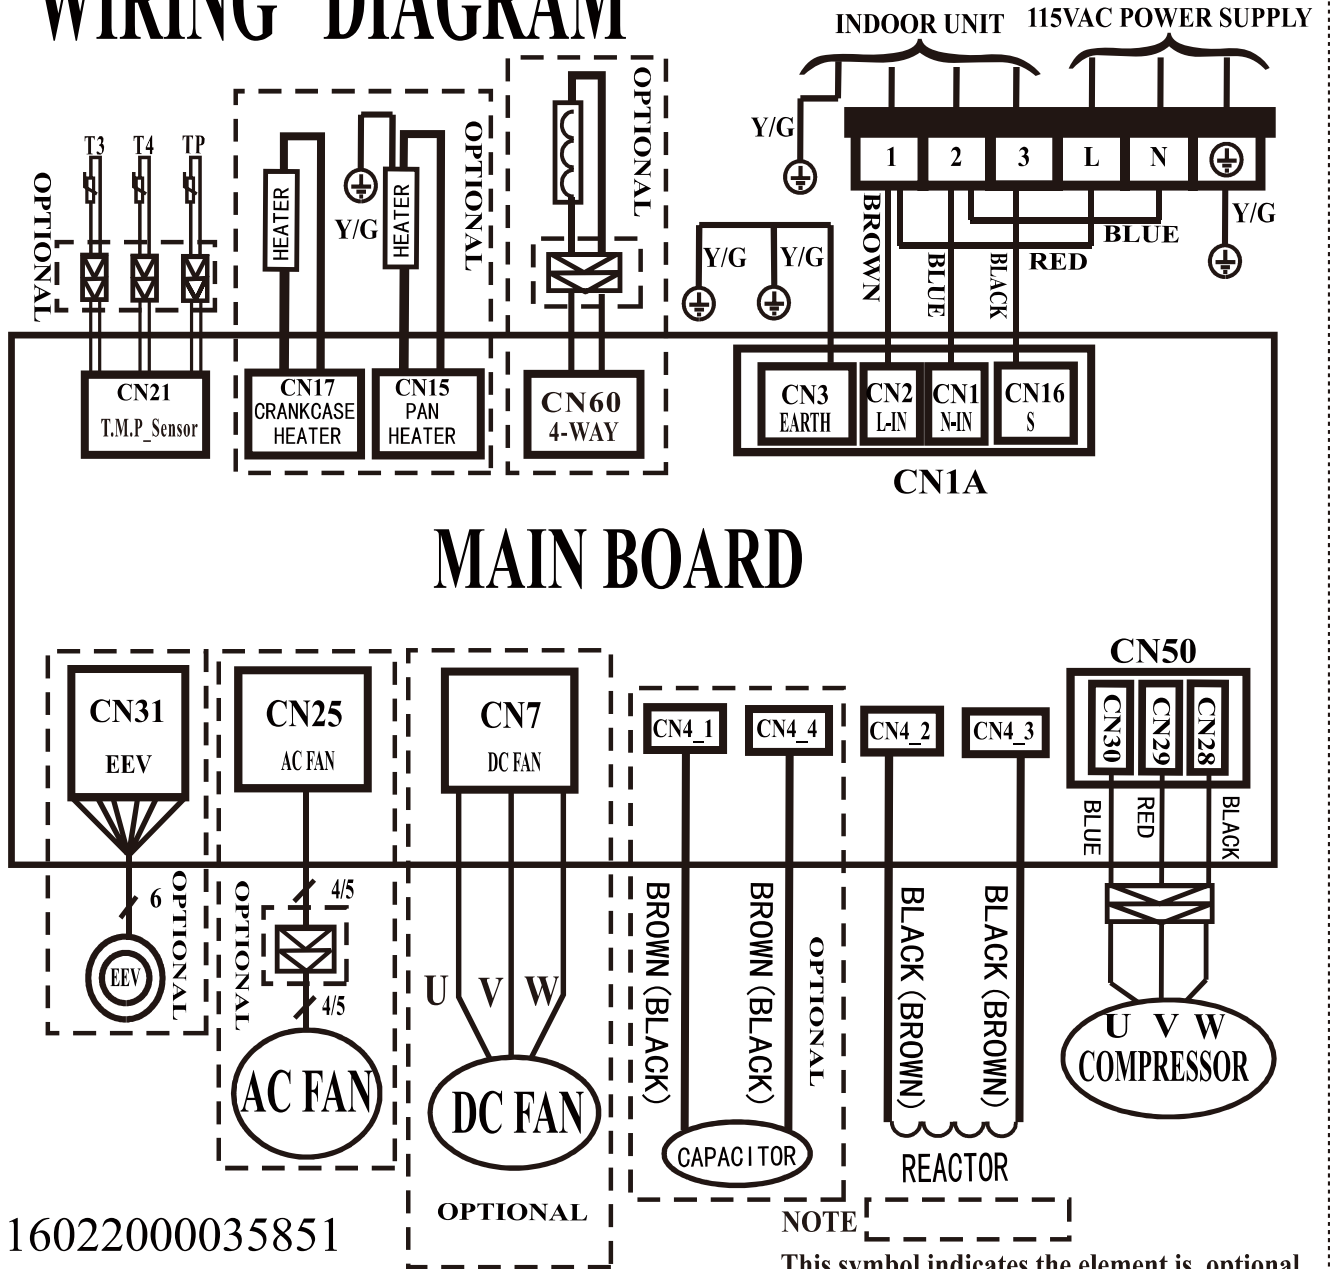 WIRING DIAGRAM
INDOOR UNIT
115VAC POWER SUPPLY
T3
T4
TP
OPTIONAL
HEATER
Y/G
HEATER
OPTIONAL
OPTIONAL
Y/G
1
2
3
L
N
Y/G
Y/G
Y/G
BROWN
BLUE
BLACK
BLUE
RED
CN21
T.M.P_Sensor
CN17
CRANKCASE
HEATER
CN15
PAN
HEATER
CN60
4-WAY
CN3
EARTH
CN2
L-IN
CN1
N-IN
CN16
S
CN1A
MAIN BOARD
CN31
EEV
CN25
AC FAN
CN7
DC FAN
CN4_1
CN4_4
CN4_2
CN4_3
CN50
CN30
CN29
CN28
BLUE
RED
BLACK
6
OPTIONAL
EEV
4/5
OPTIONAL
4/5
AC FAN
U
V
W
DC FAN
OPTIONAL
BROWN(BLACK)
BROWN(BLACK)
OPTIONAL
CAPACITOR
BLACK(BROWN)
BLACK(BROWN)
REACTOR
U V W
COMPRESSOR
16022000035851
NOTE
This symbol indicates the element is optional